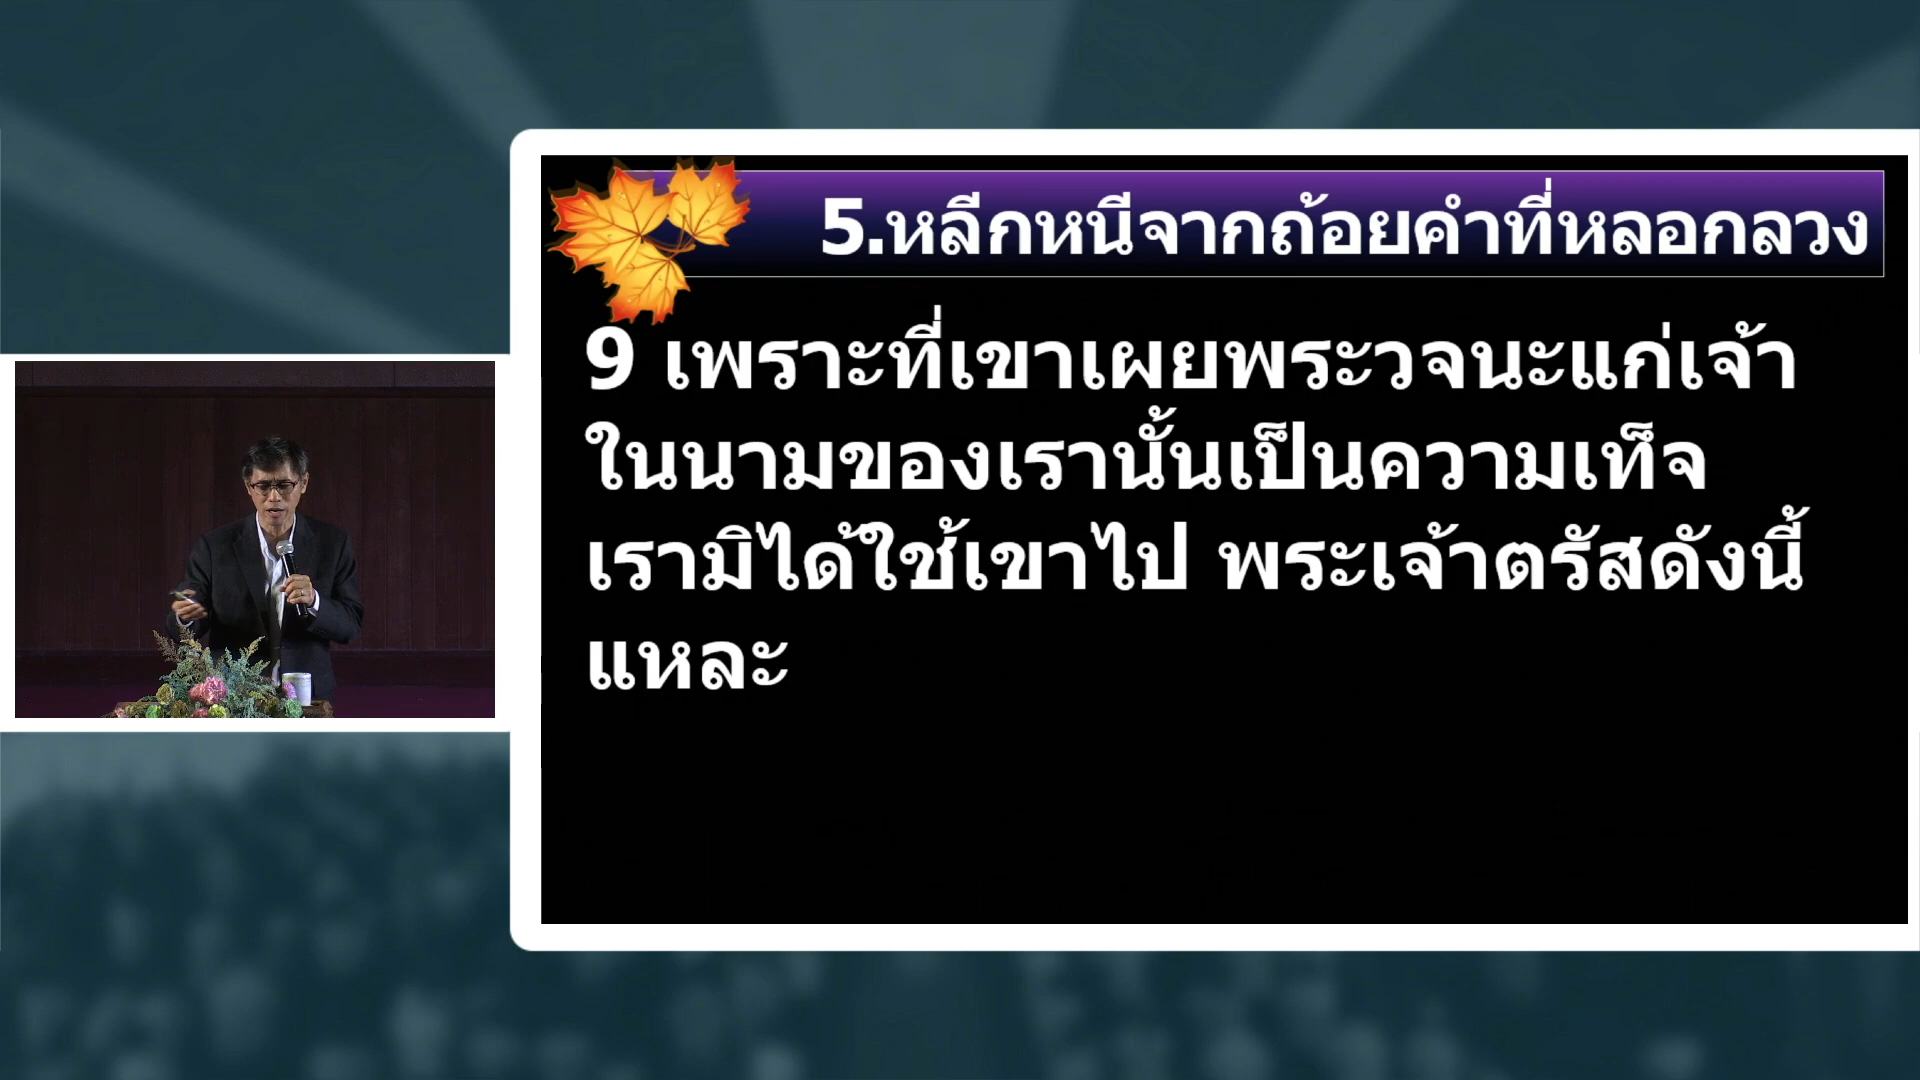 5.หลีกหนีจากถ้อยคำที่หลอกลวง
9 เพราะที่เขาเผยพระวจนะแก่เจ้า
ในนามของเรานั้นเป็นความเท็จ
เรามิได้ใช้เขาไป พระเจ้าตรัสดังนี้
แหละ